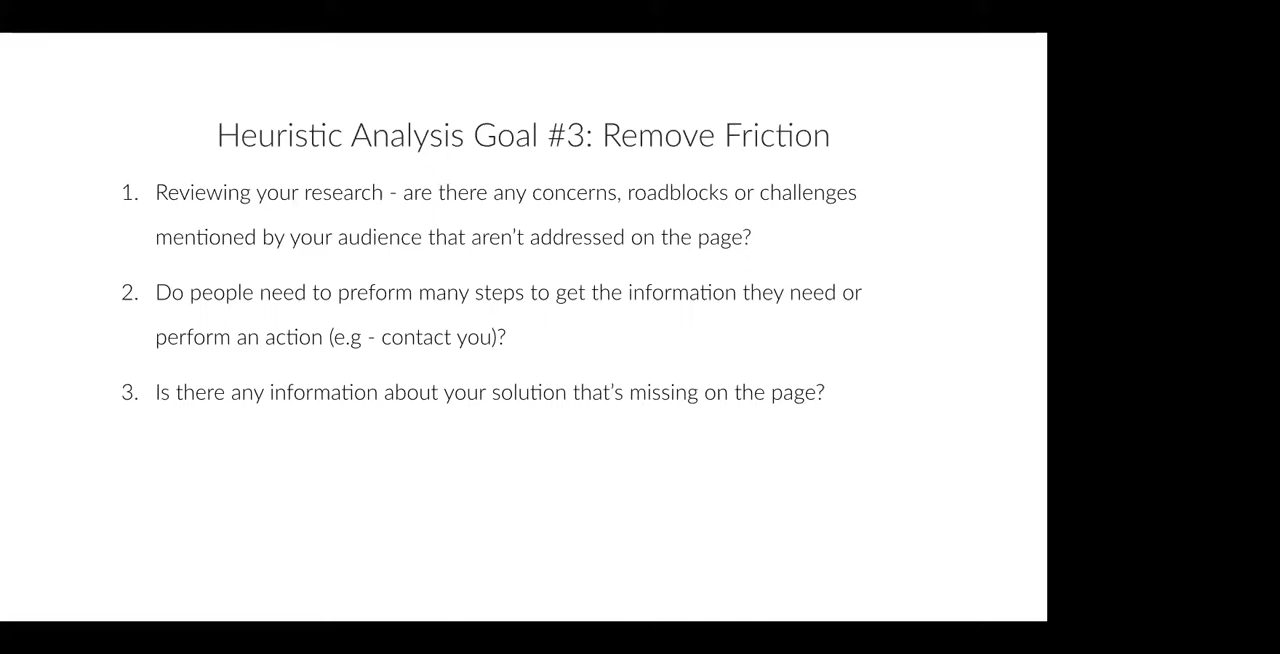 Heuristic Analysis Goal #3: Remove Friction
1. Reviewing your research - are there any concerns, roadblocks or challenges
mentioned by your audience that aren’t addressed on the page?
2. Do people need to preform many steps to get the information they need or
perform an action (e.g - contact you)?
3. Is there any information about your solution that’s missing on the page?